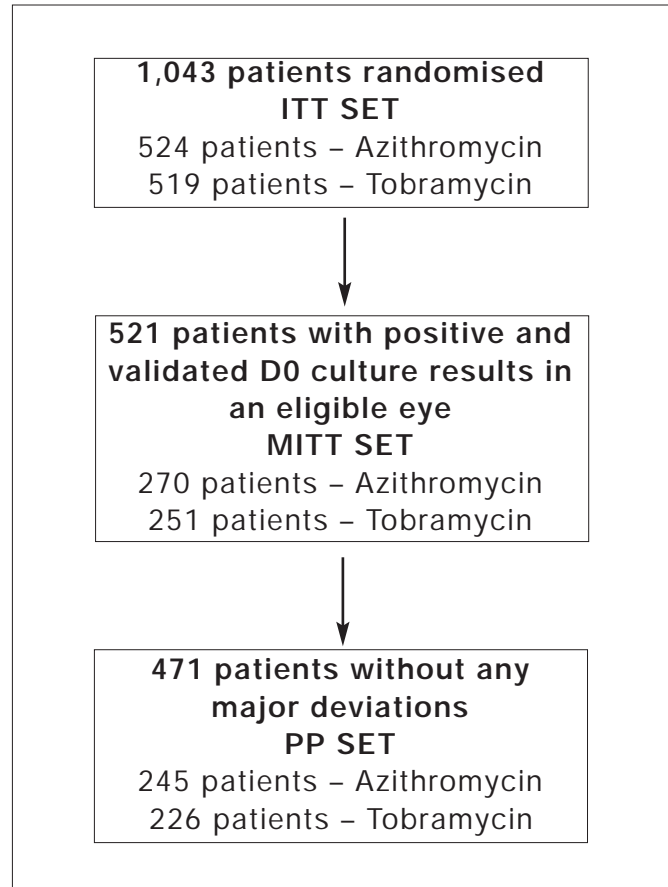 1,043 patients randomised
ITT SET
524 patients – Azithromycin
519 patients – Tobramycin
521 patients with positive and
validated D0 culture results in
an eligible eye
MITT SET
270 patients – Azithromycin
251 patients – Tobramycin
471 patients without any
major deviations
PP SET
245 patients – Azithromycin
226 patients – Tobramycin